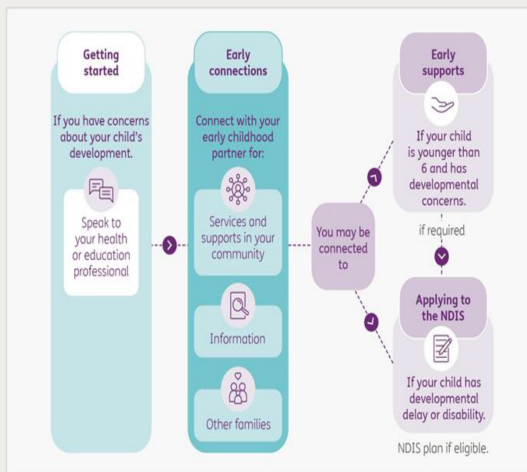 Getting
started
If you have concerns
about your child's
development.
Speak to
your health
or education
professional
Early
connections
Connect with your
early childhood
partner for:
Services and
supports in your
community
Information
Other families
You may be
connected
to
Early
supports
If your child
is younger than
6 and has
developmental
concerns.
if required
Applying to
the NDIS
If your child has
developmental
delay or disability.
NDIS plan if eligible.